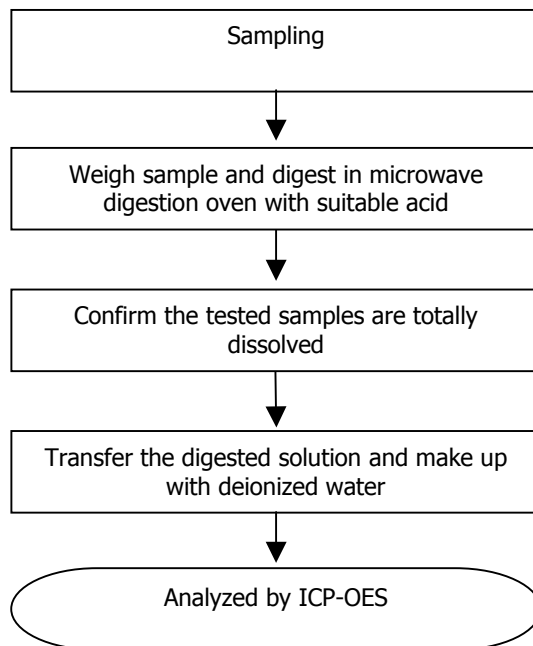 Sampling
Weigh sample and digest in microwave
digestion oven with suitable acid
Confirm the tested samples are totally
dissolved
Transfer the digested solution and make up
with deionized water
Analyzed by ICP-OES